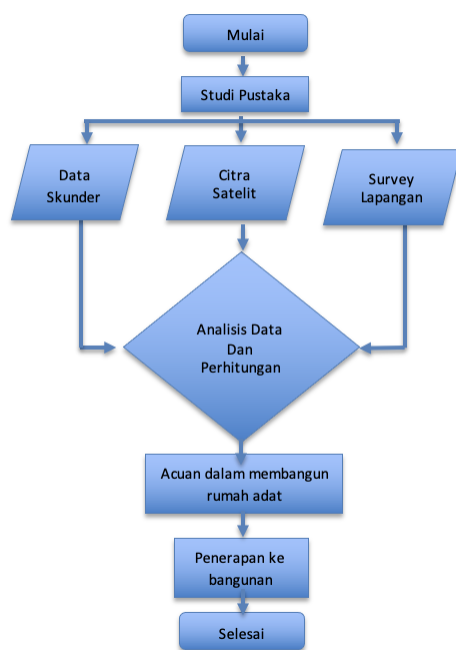 Mulai
Studi Pustaka
Data
Skunder
Citra
Satelit
Survey
Lapangan
Analisis Data
Dan
Perhitungan
Acuan dalam membangun
rumah adat
Penerapan ke
bangunan
Selesai